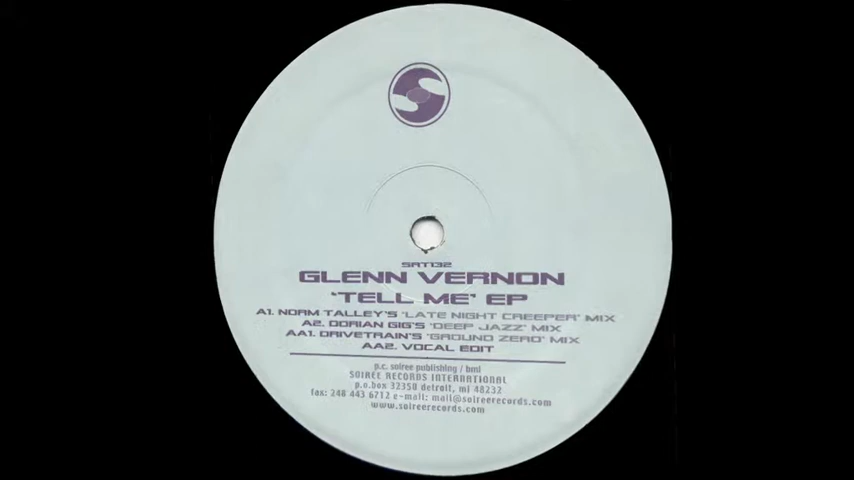 SRT132
GLENN VERNON
'TELL ME' EP
A1. NORM TALLEY'S 'LATE NIGHT CREEPER' MIX
A2. DORIAN GIG'S 'DEEP JAZZ' MIX
AA1. DRIVETRAIN'S 'GROUND ZERO' MIX
AA2. VOCAL EDIT
p.c. soiree publishing / bmi
SOIREE RECORDS INTERNATIONAL
p.o.box 32358 detroit, mi 48232
fax: 248 443 6712 e-mail: mail@soireerecords.com
www.soireerecords.com